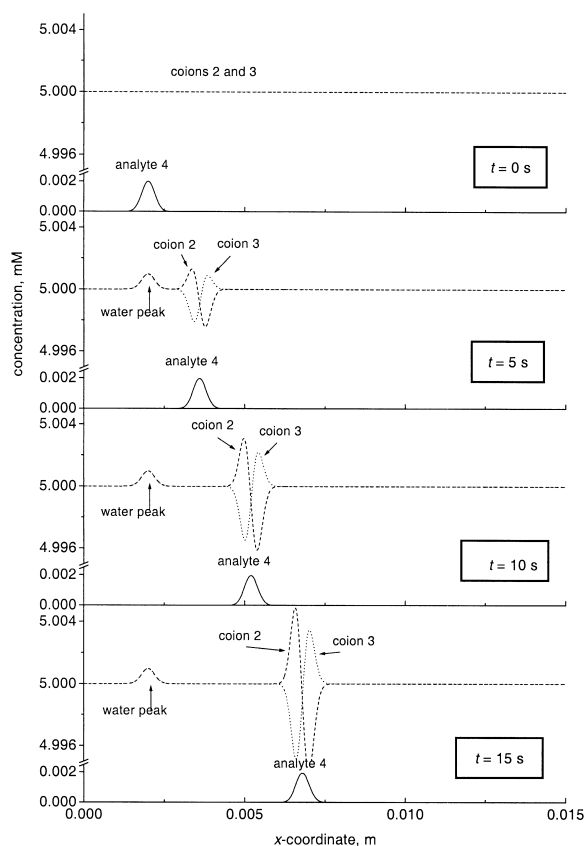 5.004
coions 2 and 3
5.000
4.996
analyte 4
t = 0 s
0.002
0.000
5.004
coion 2
coion 3
5.000
water peak
4.996
analyte 4
t = 5 s
0.002
0.000
5.004
coion 2
coion 3
5.000
water peak
4.996
analyte 4
t = 10 s
0.002
0.000
5.004
coion 2
coion 3
5.000
water peak
4.996
analyte 4
t = 15 s
0.002
0.000
0.000
0.005
0.010
0.015
x-coordinate, m
concentration, mM